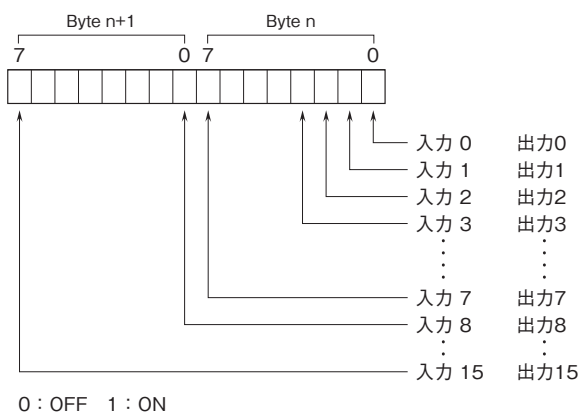 Byte n+1 Byte n
7 0 7 0
入力 0 出力0
入力 1 出力1
入力 2 出力2
入力 3 出力3
入力 7 出力7
入力 8 出力8
入力 15 出力15
0:OFF 1:ON